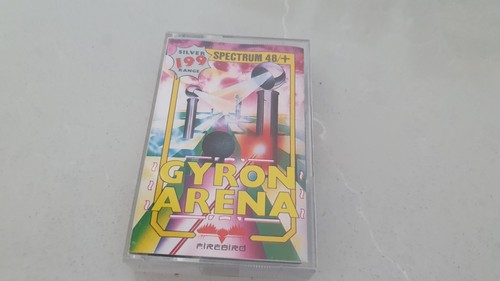 SILVER
199
RANGE
SPECTRUM 48/+
GYRON
ARENA
FIREBIRD